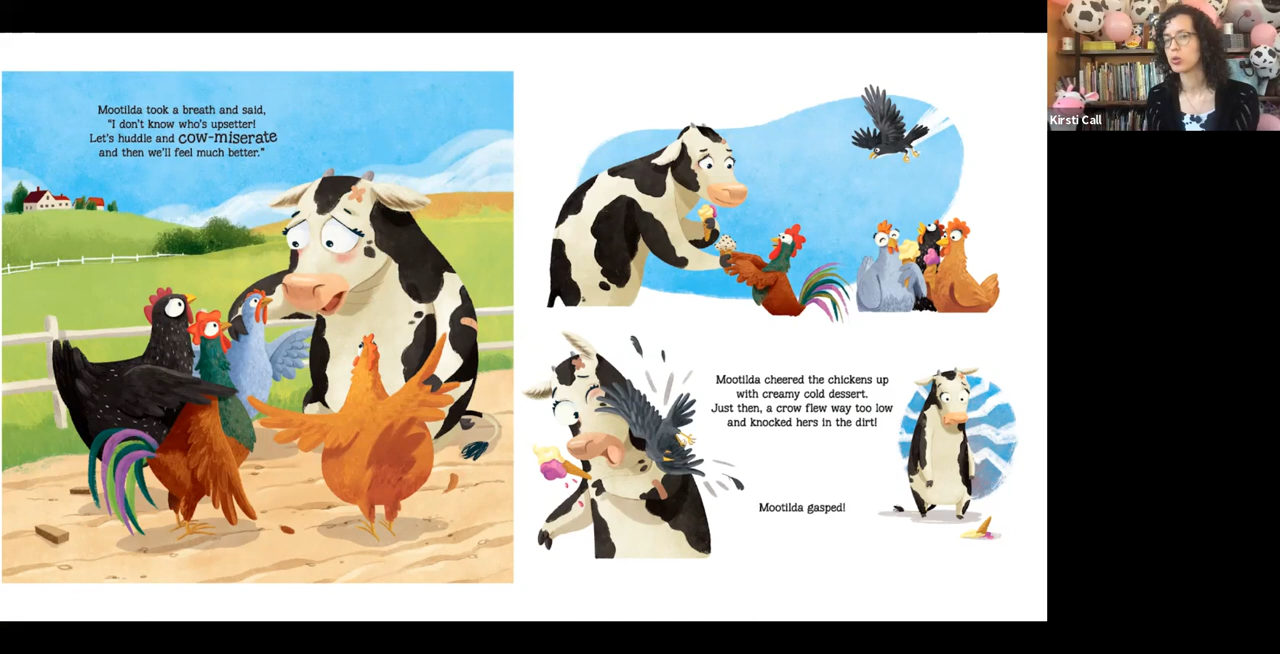 Mootilda took a breath and said,
"I don't know who's upsetter!
Let's huddle and cow-miserate
and then we'll feel much better."
Mootilda cheered the chickens up
with creamy cold dessert.
Just then, a crow flew way too low
and knocked hers in the dirt!
Mootilda gasped!
Kirsti Call